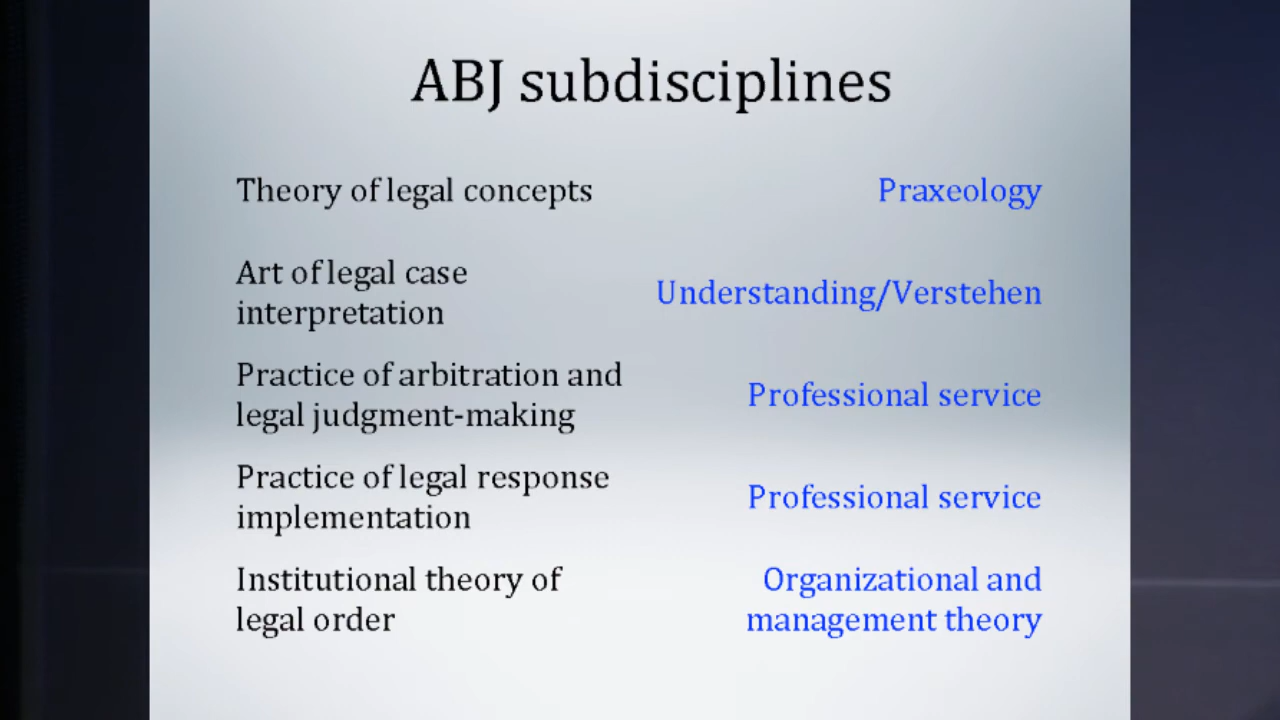 ABJ subdisciplines
Theory of legal concepts
Praxeology
Art of legal case
interpretation
Understanding/Verstehen
Practice of arbitration and
legal judgment-making
Professional service
Practice of legal response
implementation
Professional service
Institutional theory of
legal order
Organizational and
management theory